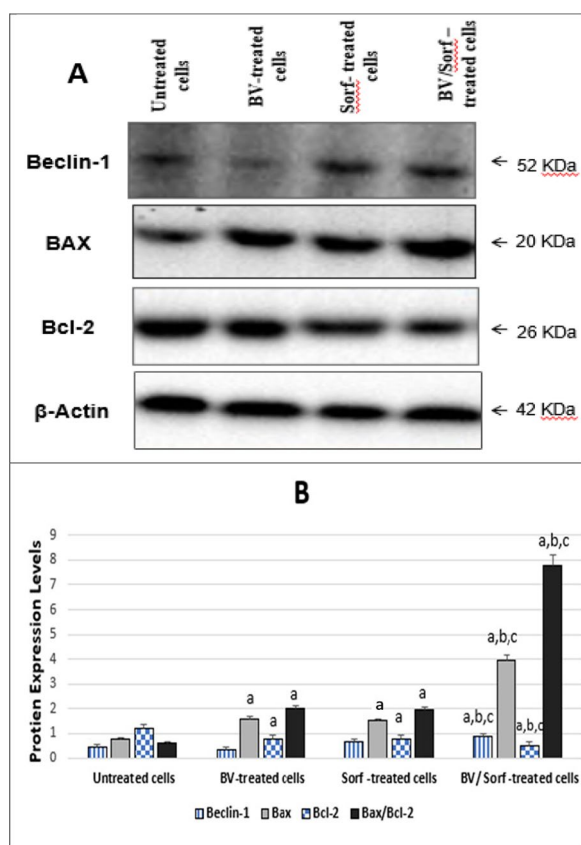 A
Untreated
cells
BV-treated
cells
Sorf- treated
cells
BV/Sorf –
treated cells
Beclin-1
← 52 KDa
BAX
← 20 KDa
Bcl-2
← 26 KDa
β-Actin
← 42 KDa
B
Protien Expression Levels
9
8
7
6
5
4
3
2
1
0
a
a
a
a
a
a
a,b,c
a,b,c
a,b,c
a,b,c
Untreated cells
BV-treated cells
Sorf -treated cells
BV/ Sorf-treated cells
Beclin-1
Bax
Bcl-2
Bax/Bcl-2